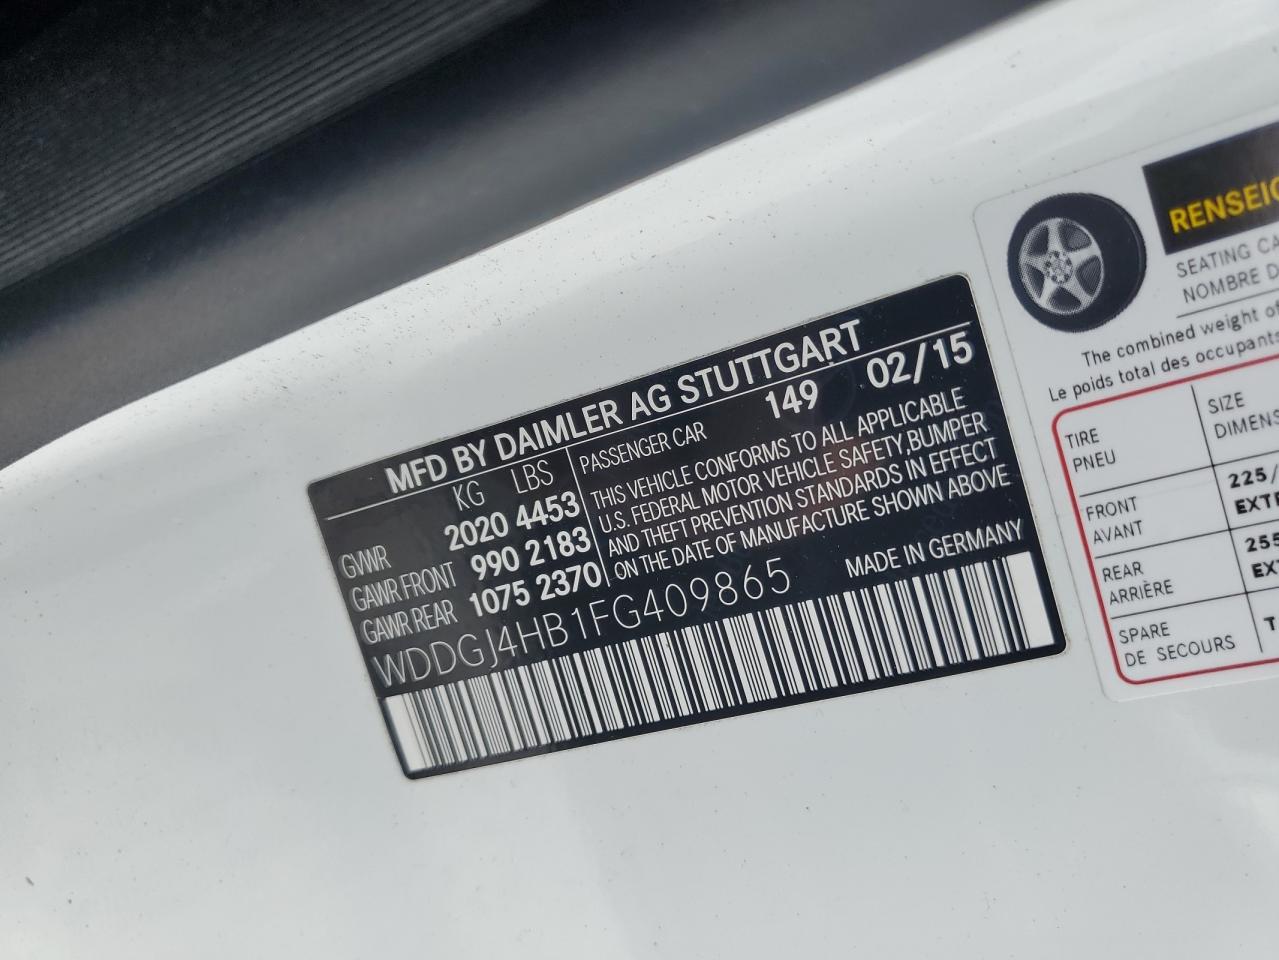 MFD BY DAIMLER AG STUTTGART
KG LBS
GVWR 2020 4453
GAWR FRONT 990 2183
GAWR REAR 1075 2370
PASSENGER CAR 149 02/15
THIS VEHICLE CONFORMS TO ALL APPLICABLE
U.S. FEDERAL MOTOR VEHICLE SAFETY,BUMPER
AND THEFT PREVENTION STANDARDS IN EFFECT
ON THE DATE OF MANUFACTURE SHOWN ABOVE
WDDGJ4HB1FG409865
MADE IN GERMANY
RENSEIG
SEATING CA
NOMBRE D
The combined weight of
Le poids total des occupants
TIRE
PNEU
SIZE
DIMENS
FRONT
AVANT
225/
EXT
REAR
ARRIÈRE
255
EX
SPARE
DE SECOURS
T